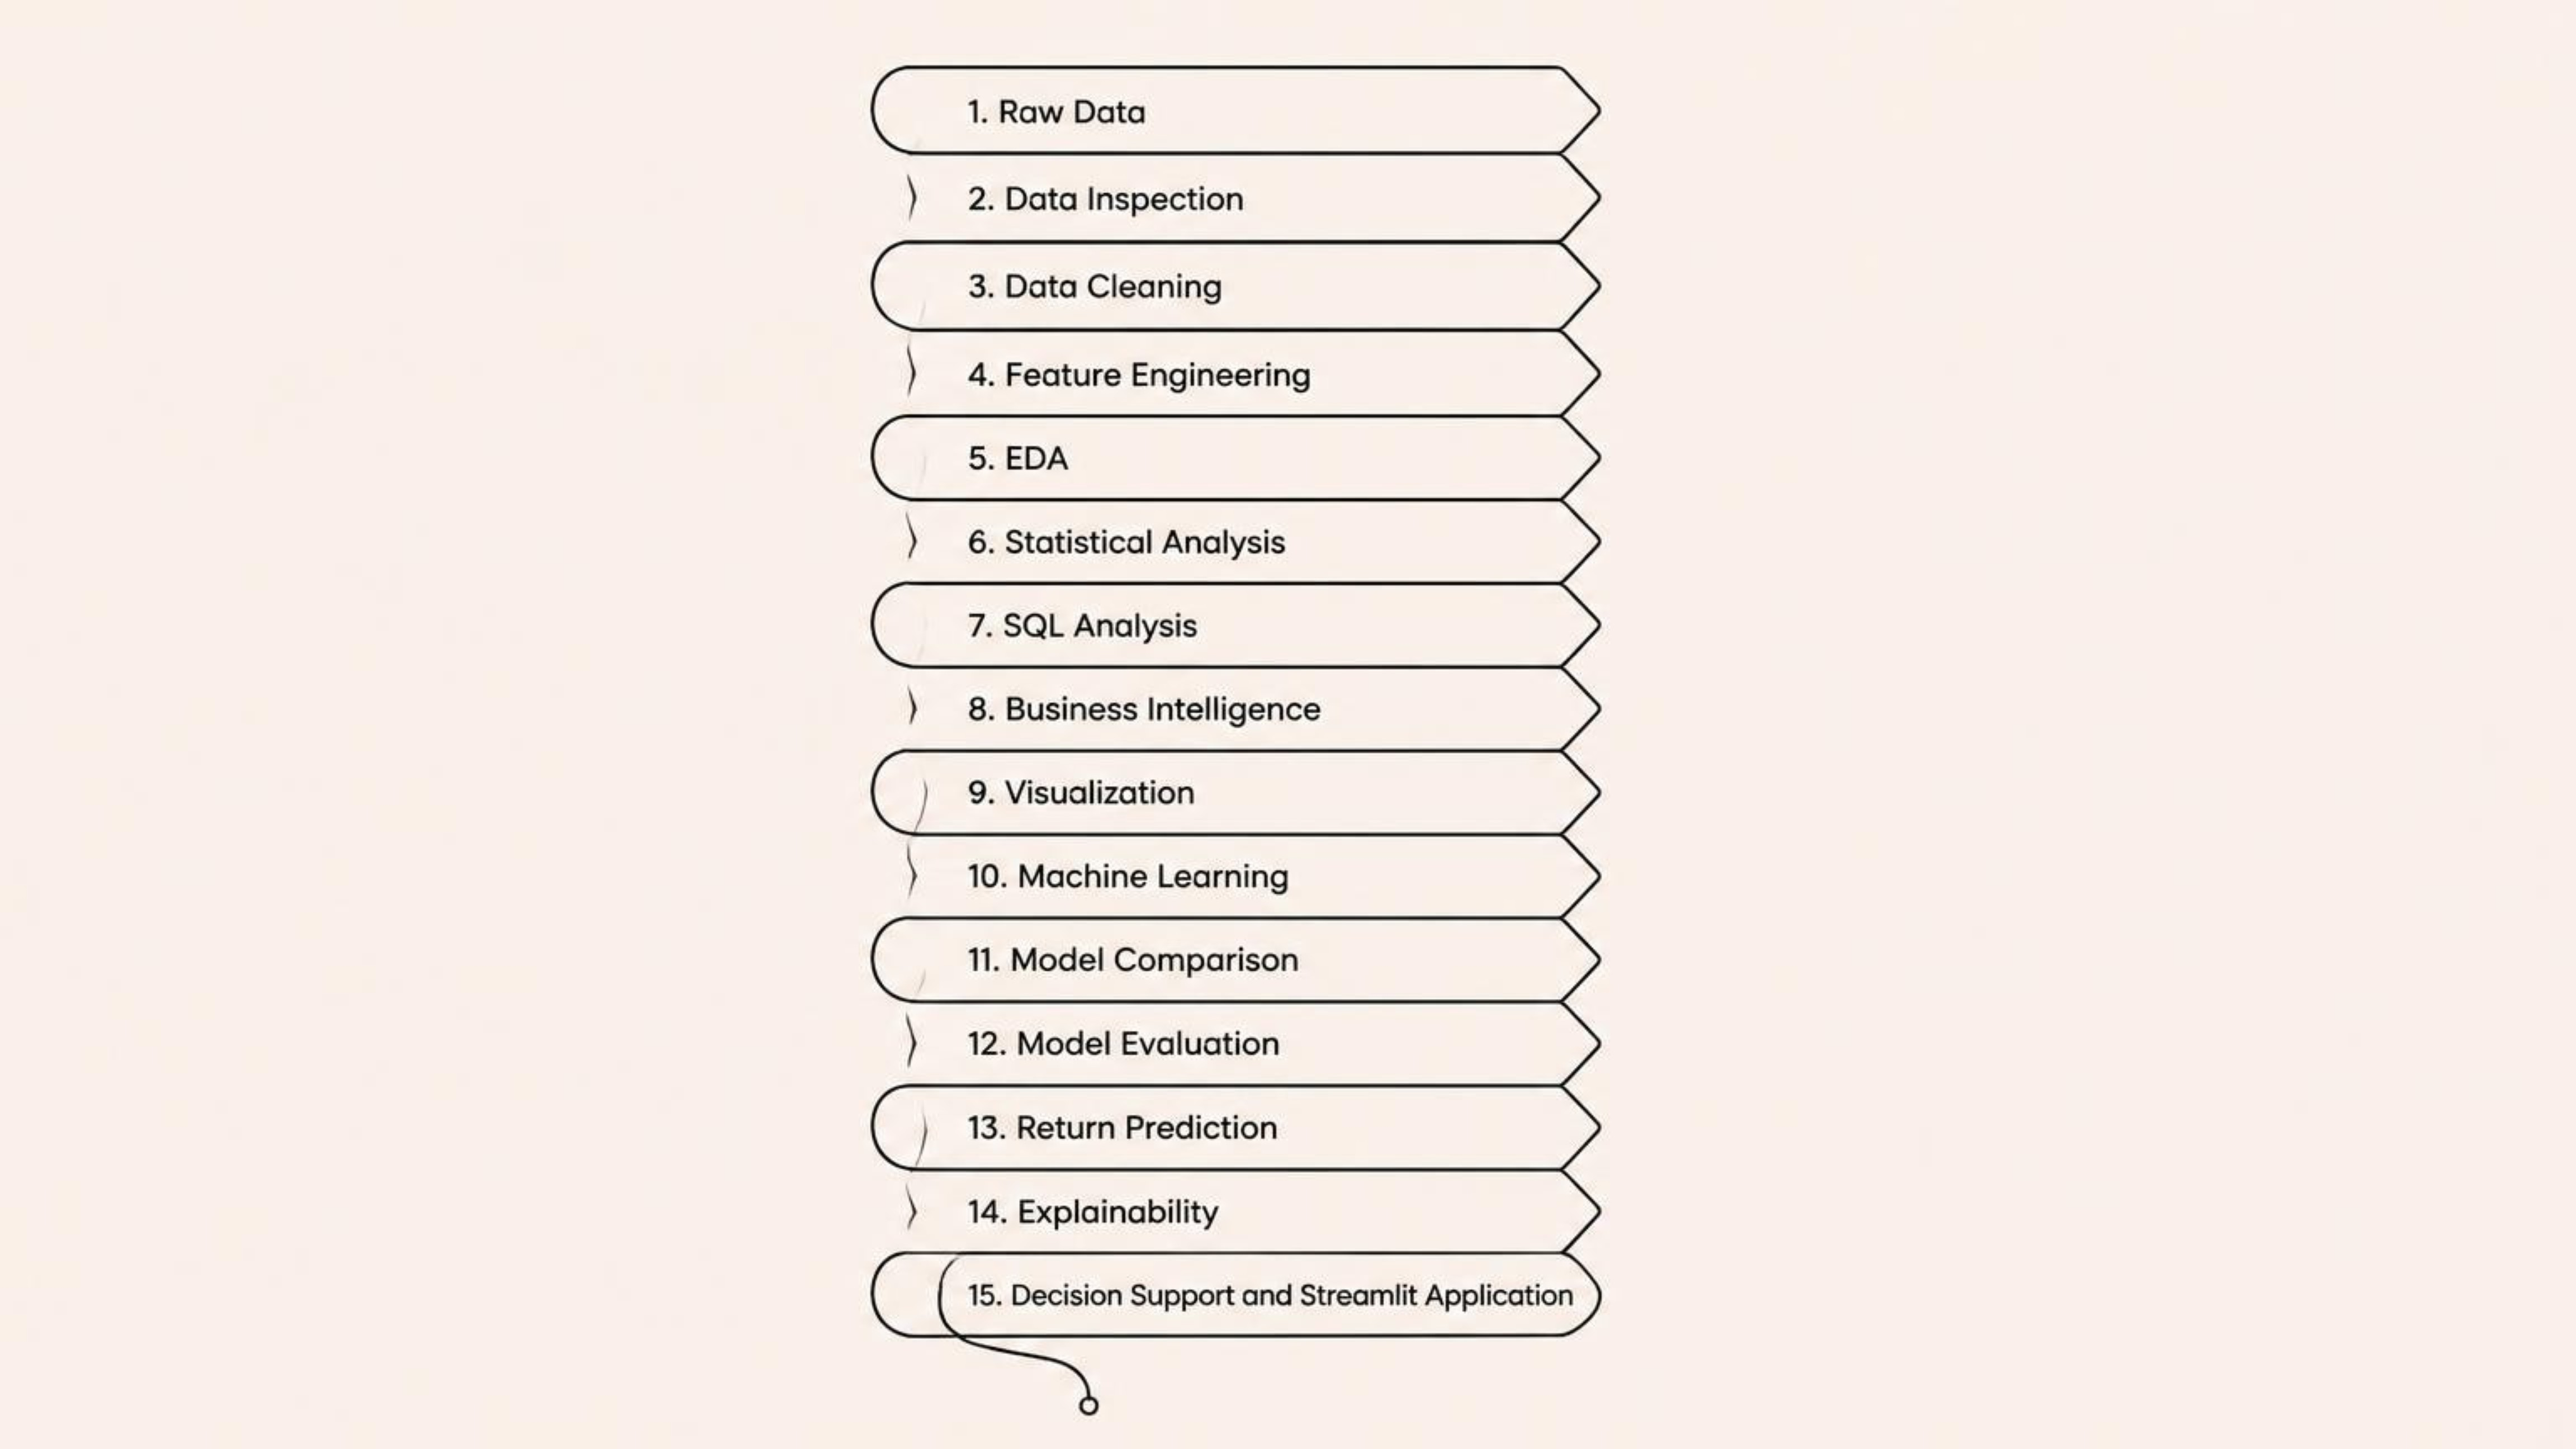 1. Raw Data
2. Data Inspection
3. Data Cleaning
4. Feature Engineering
5. EDA
6. Statistical Analysis
7. SQL Analysis
8. Business Intelligence
9. Visualization
10. Machine Learning
11. Model Comparison
12. Model Evaluation
13. Return Prediction
14. Explainability
15. Decision Support and Streamlit Application